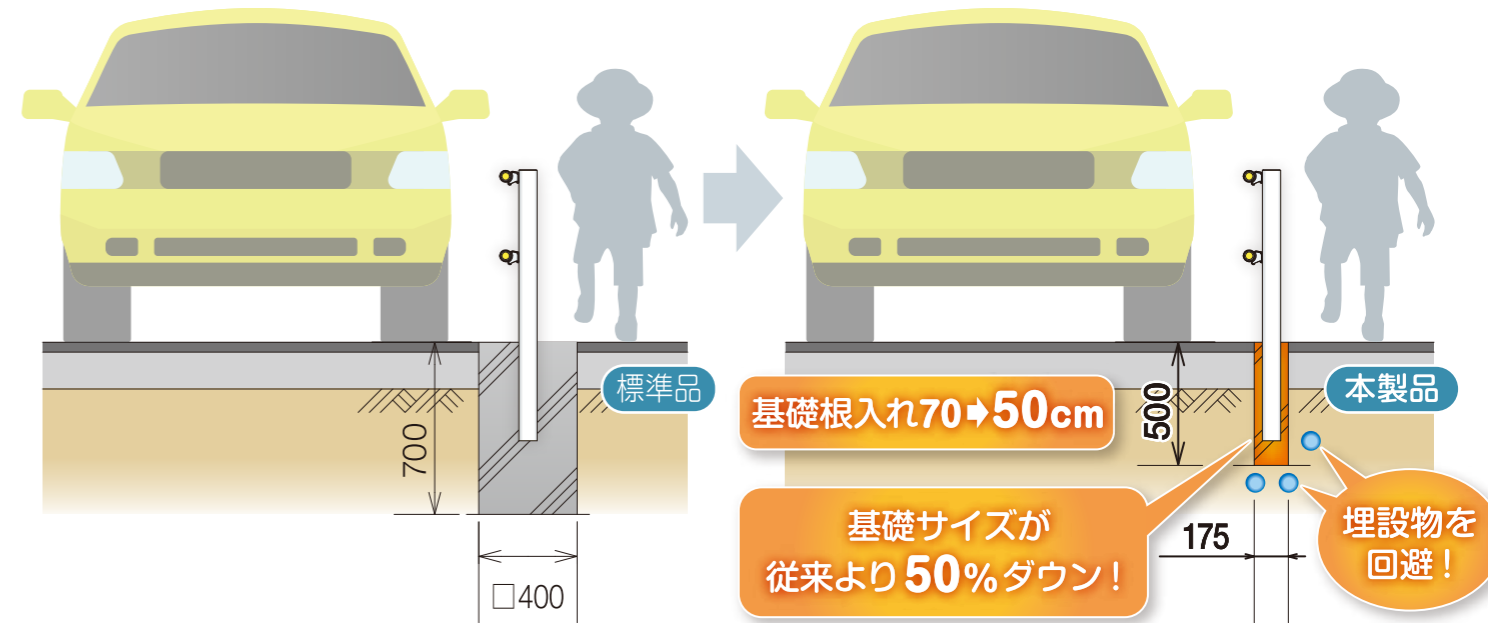 標準品
700
□400
基礎根入れ70➧50cm
500
本製品
基礎サイズが
従来より50%ダウン!
175
埋設物を
回避!